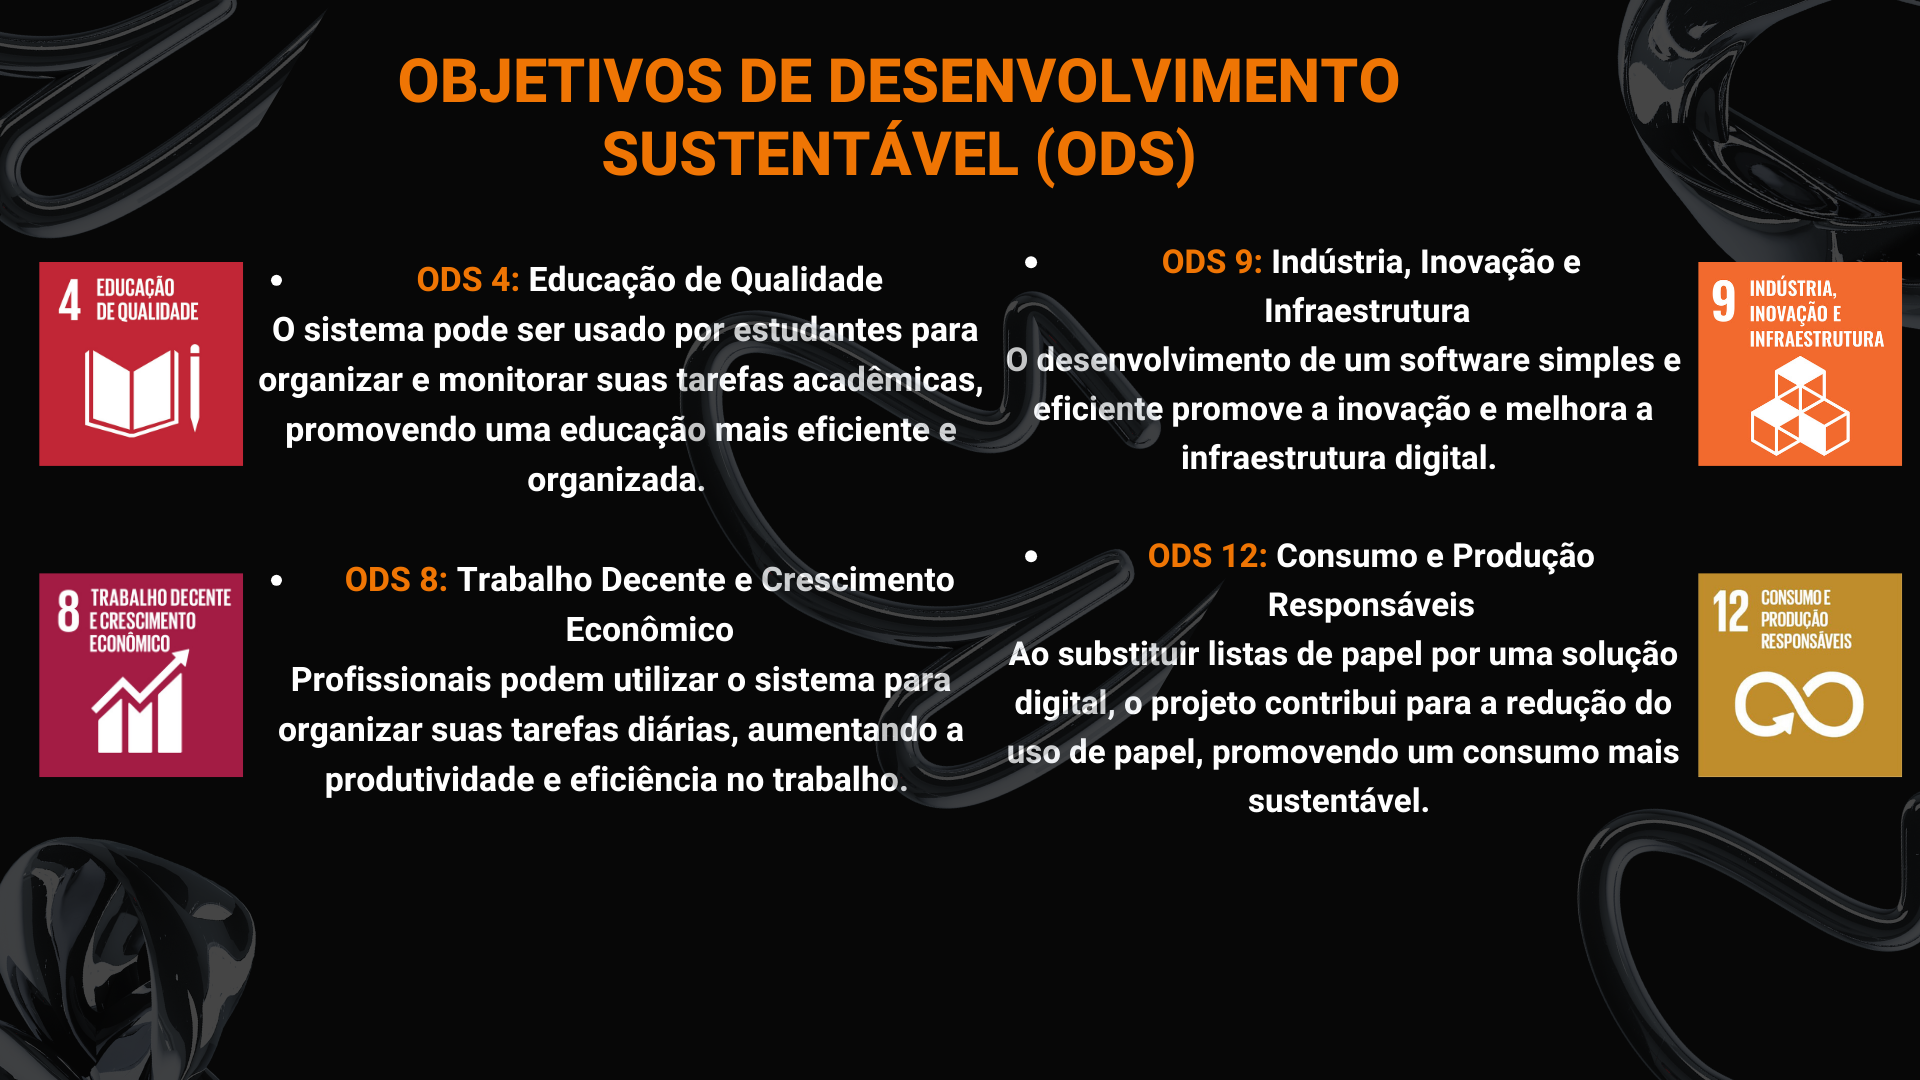 OBJETIVOS DE DESENVOLVIMENTO
SUSTENTÁVEL (ODS)
4 EDUCAÇÃO
DE QUALIDADE
• ODS 4: Educação de Qualidade
O sistema pode ser usado por estudantes para
organizar e monitorar suas tarefas acadêmicas,
promovendo uma educação mais eficiente e
organizada.
8 TRABALHO DECENTE
E CRESCIMENTO
ECONÔMICO
• ODS 8: Trabalho Decente e Crescimento
Econômico
Profissionais podem utilizar o sistema para
organizar suas tarefas diárias, aumentando a
produtividade e eficiência no trabalho.
• ODS 9: Indústria, Inovação e
Infraestrutura
O desenvolvimento de um software simples e
eficiente promove a inovação e melhora a
infraestrutura digital.
9 INDÚSTRIA,
INOVAÇÃO E
INFRAESTRUTURA
• ODS 12: Consumo e Produção
Responsáveis
Ao substituir listas de papel por uma solução
digital, o projeto contribui para a redução do
uso de papel, promovendo um consumo mais
sustentável.
12 CONSUMO E
PRODUÇÃO
RESPONSÁVEIS